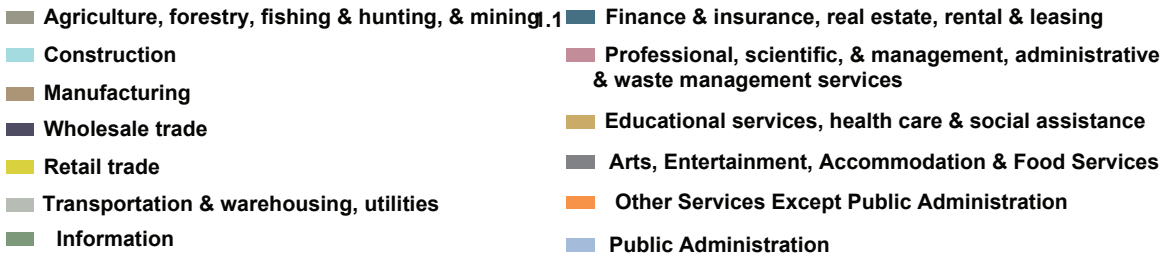 Agriculture, forestry, fishing & hunting, & mining
1.1
Construction
Manufacturing
Wholesale trade
Retail trade
Transportation & warehousing, utilities
Information
Finance & insurance, real estate, rental & leasing
Professional, scientific, & management, administrative
& waste management services
Educational services, health care & social assistance
Arts, Entertainment, Accommodation & Food Services
Other Services Except Public Administration
Public Administration